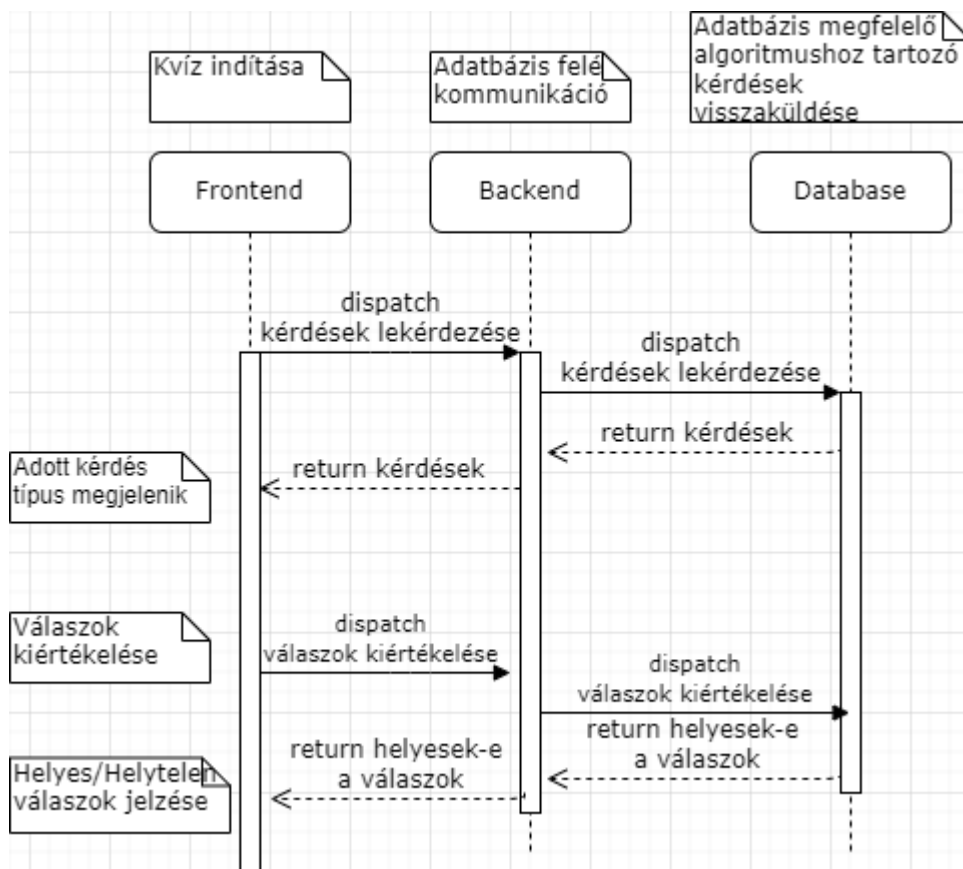 Kvíz indítása
Adatbázis felé
kommunikáció
Adatbázis megfelelő
algoritmushoz tartozó
kérdések
visszaküldése
Frontend
Backend
Database
dispatch
kérdések lekérdezése
dispatch
kérdések lekérdezése
return kérdések
return kérdések
Adott kérdés
típus megjelenik
Válaszok
kiértékelése
dispatch
válaszok kiértékelése
dispatch
válaszok kiértékelése
return helyesek-e
a válaszok
return helyesek-e
a válaszok
Helyes/Helytelen
válaszok jelzése